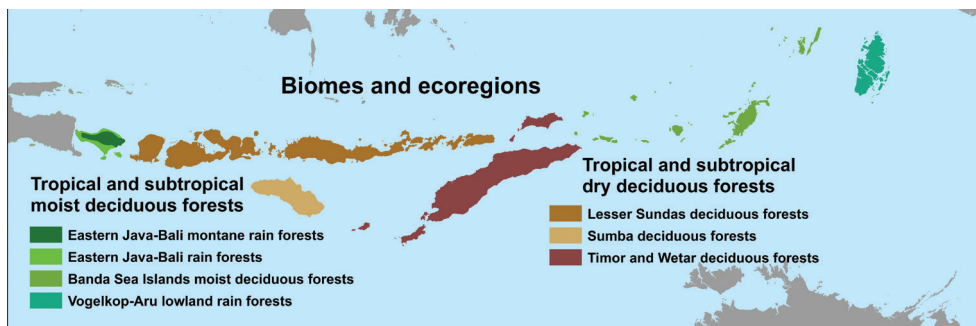 Biomes and ecoregions
Tropical and subtropical
moist deciduous forests
Eastern Java-Bali montane rain forests
Eastern Java-Bali rain forests
Banda Sea Islands moist deciduous forests
Vogelkop-Aru lowland rain forests
Tropical and subtropical
dry deciduous forests
Lesser Sundas deciduous forests
Sumba deciduous forests
Timor and Wetar deciduous forests